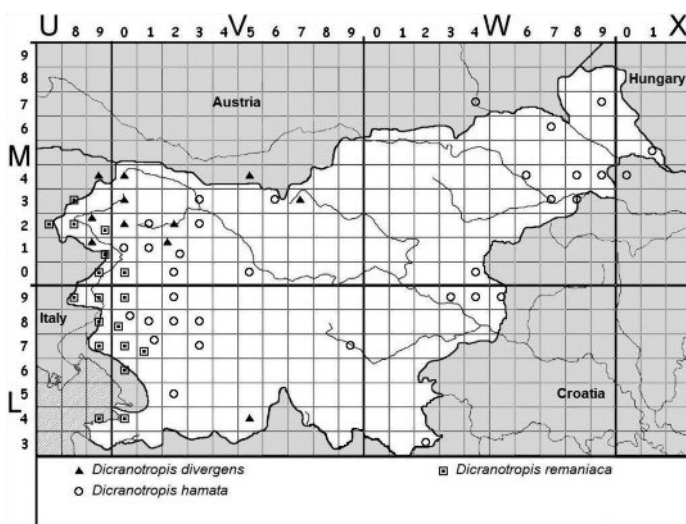 U 8 9 0 1 2 3 4 V 5 6 7 8 9 0 1 2 3 4 W 6 7 8 9 0 1 X
9
8 Hungary
7 Austria
6
M
4
3
2
1
0
9
8 Italy
7
6
5
L Croatia
4
3
Dicranotropis divergens Dicranotropis remaniaca
Dicranotropis hamata